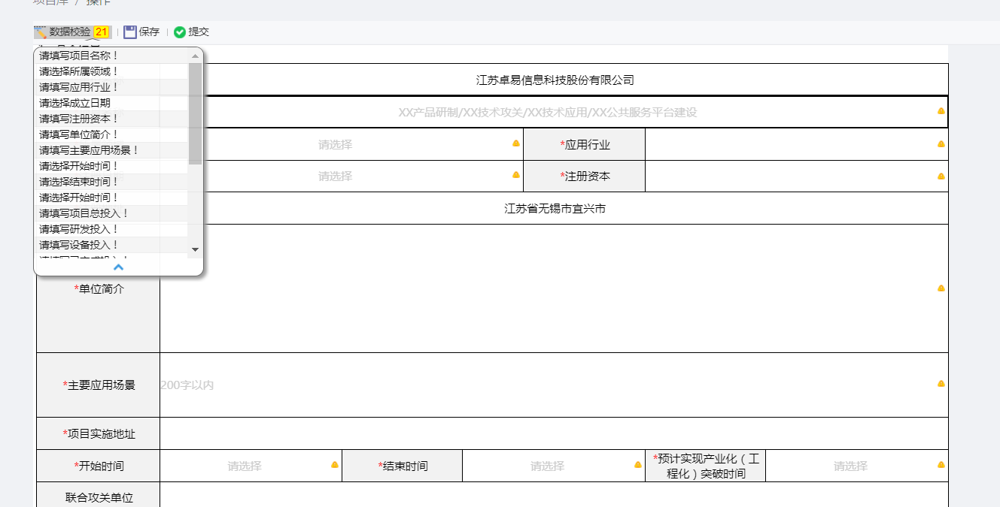 项目库 / 操作
数据校验 21 保存 提交
请填写项目名称！
请选择所属领域！
请填写应用行业！
请选择成立日期
请填写注册资本！
请填写单位简介！
请填写主要应用场景！
请选择开始时间！
请选择结束时间！
请选择开始时间！
请填写项目总投入！
请填写研发投入！
请填写设备投入！
江苏卓易信息科技股份有限公司
XX产品研制/XX技术攻关/XX技术应用/XX公共服务平台建设
请选择 *应用行业
请选择 *注册资本
江苏省无锡市宜兴市
*单位简介
*主要应用场景 200字以内
*项目实施地址
*开始时间 请选择 *结束时间 请选择 *预计实现产业化（工
程化）突破时间 请选择
联合攻关单位